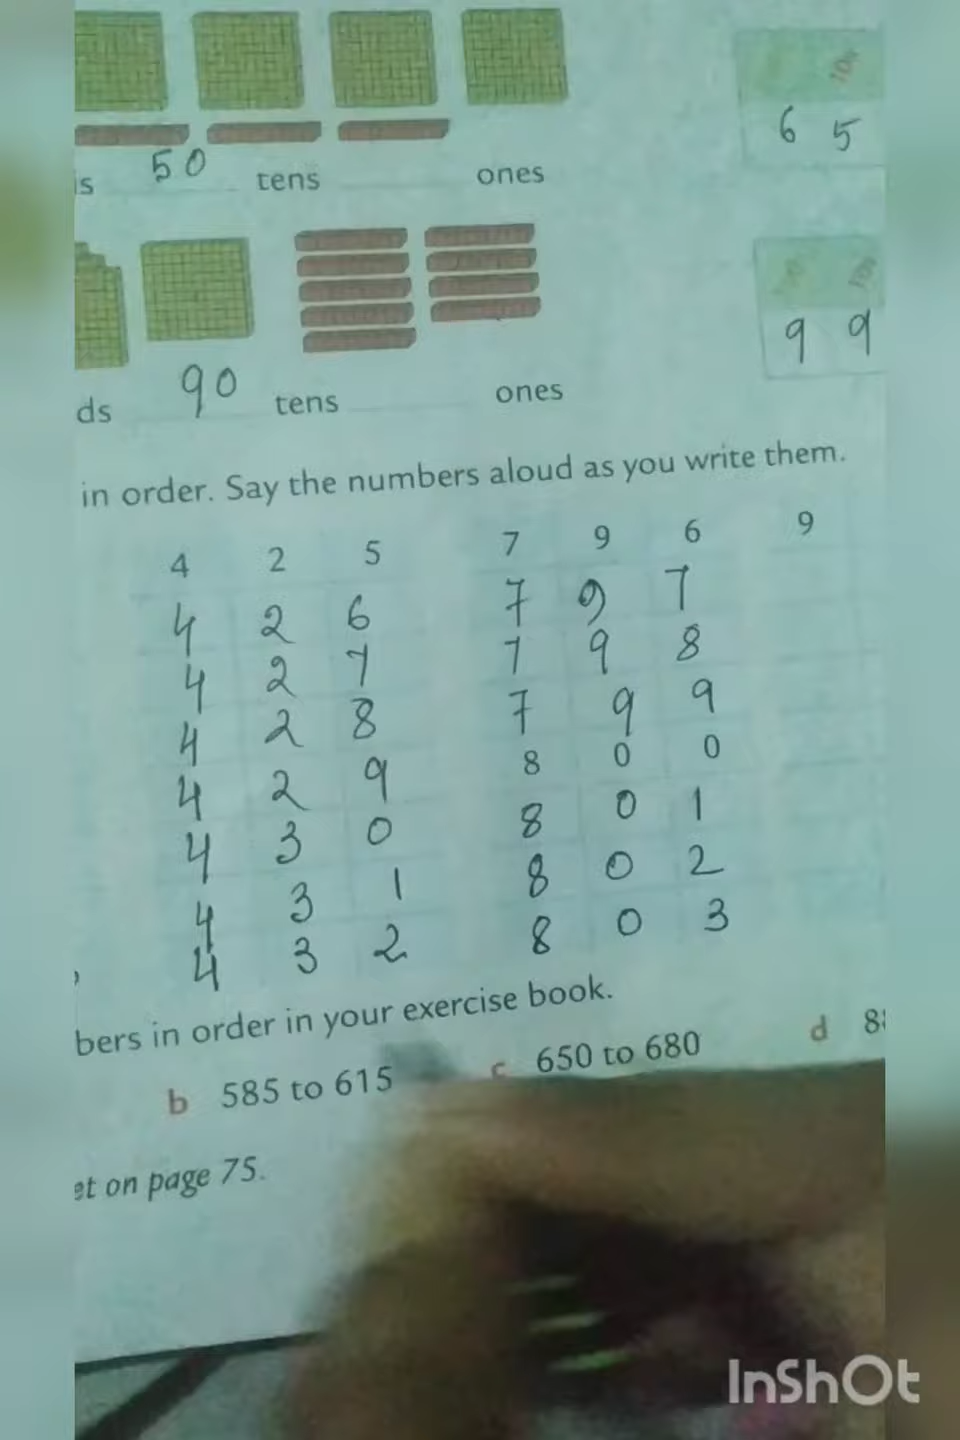 10s
6 5
s 50 tens ones
100s 10s
9 9
ds 90 tens ones
in order. Say the numbers aloud as you write them.
4 2 5 7 9 6 9
4 2 6 7 9 7
4 2 7 7 9 8
4 2 8 7 9 9
4 2 9 8 0 0
4 3 0 8 0 1
4 3 1 8 0 2
4 3 2 8 0 3
bers in order in your exercise book.
b 585 to 615 c 650 to 680 d 8
et on page 75.
InShOt